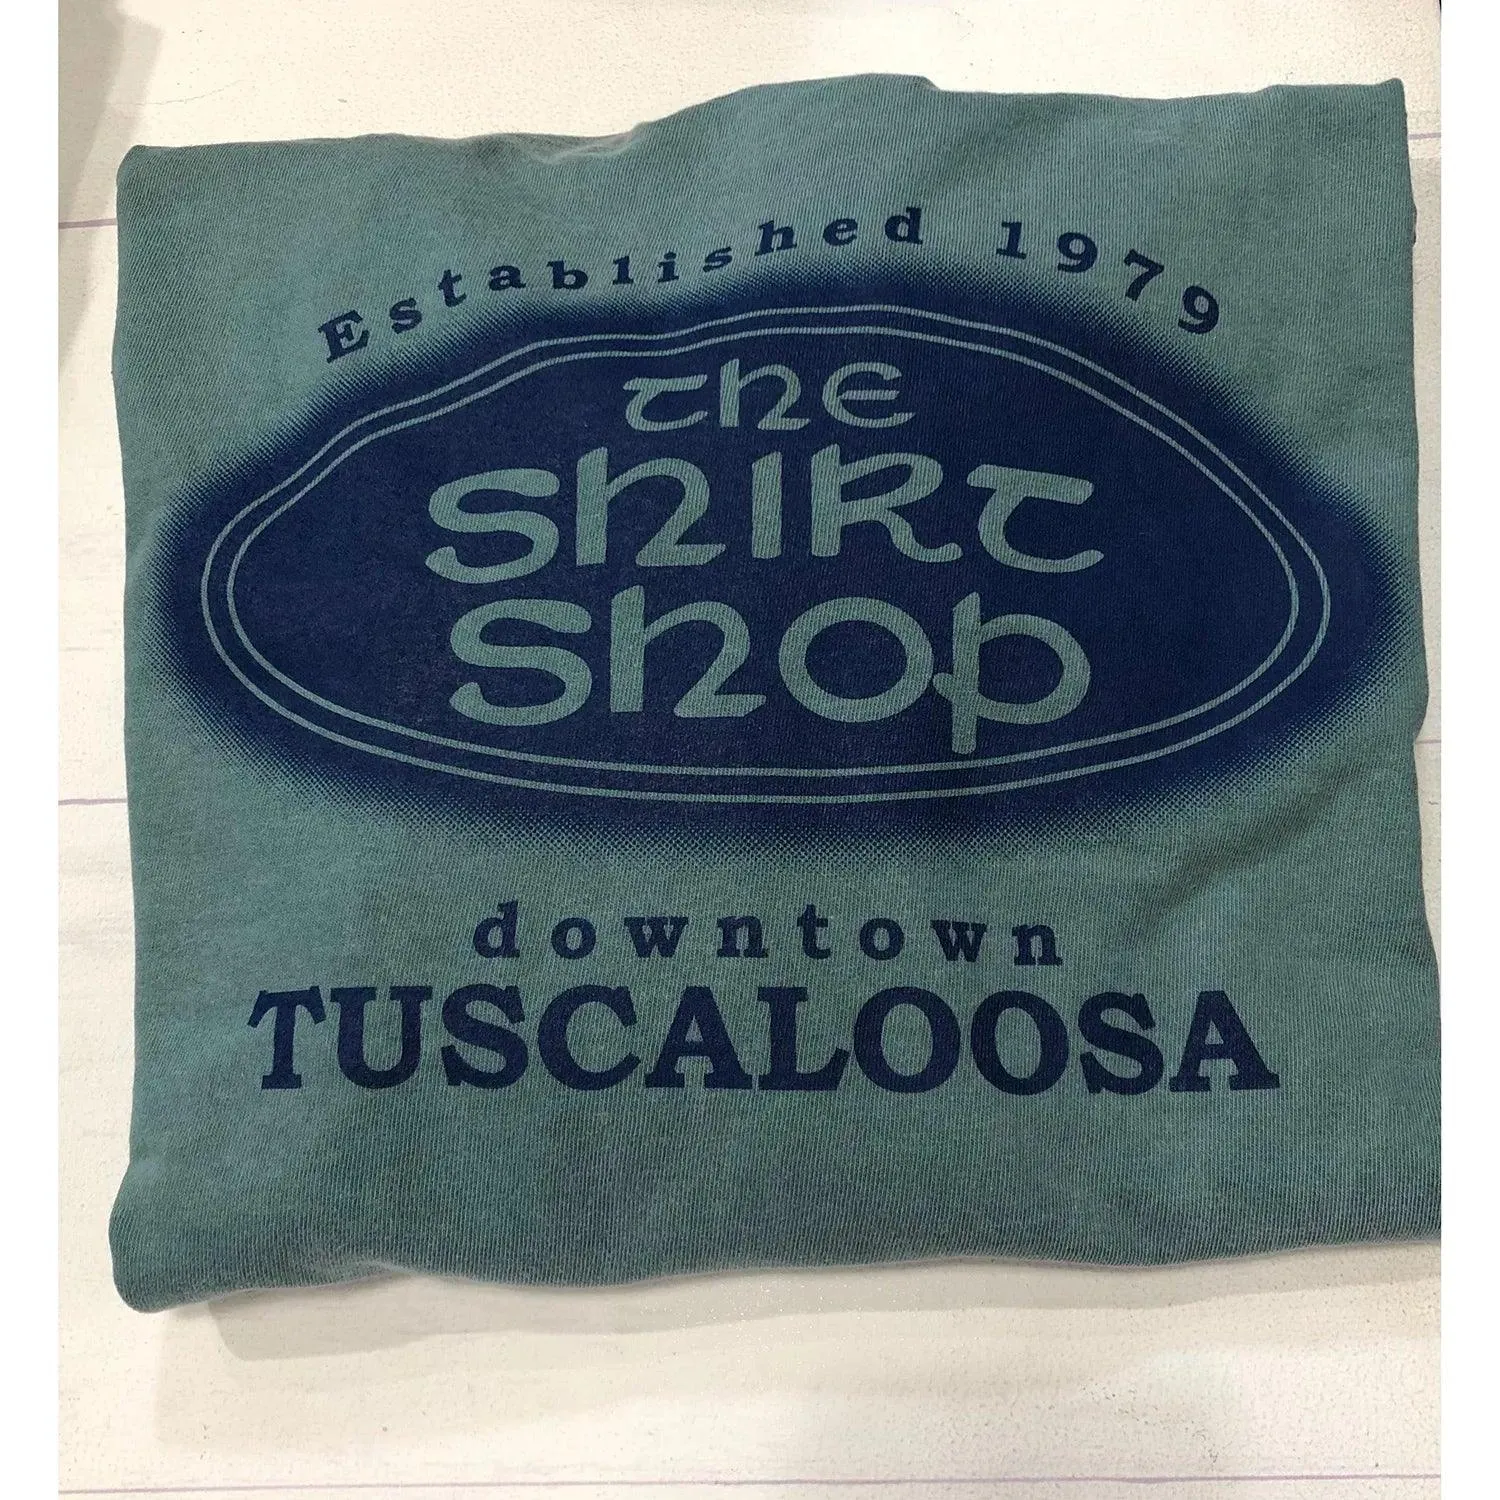 Established 1979
THE
SHIRT
SHOP
downtown
TUSCALOOSA